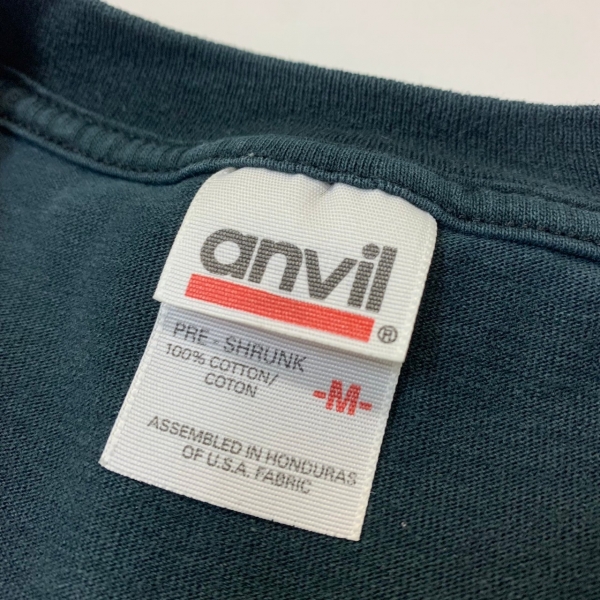 anvil
®
PRE - SHRUNK
100% COTTON/
COTON
-M-
ASSEMBLED IN HONDURAS
OF U.S.A. FABRIC